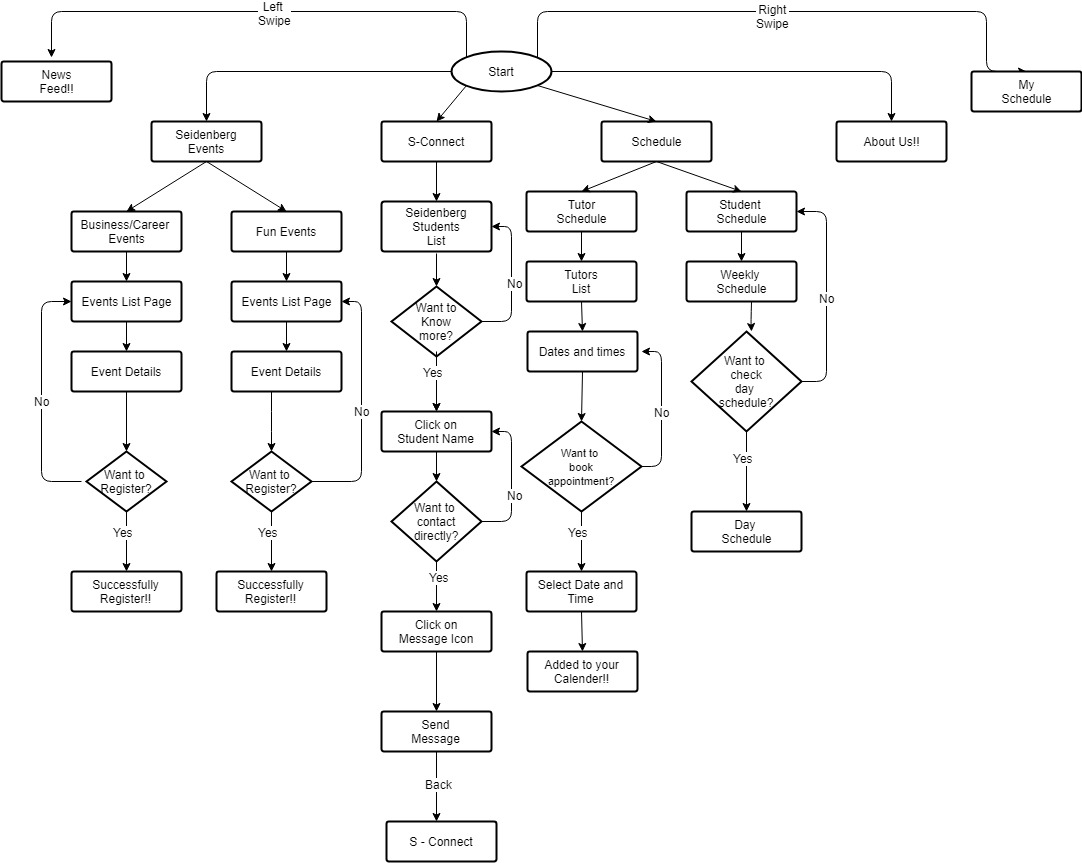 Left
Swipe
Right
Swipe
News
Feed!!
Start
My
Schedule
Seidenberg
Events
S-Connect
Schedule
About Us!!
Business/Career
Events
Fun Events
Seidenberg
Students
List
Tutor
Schedule
Student
Schedule
Events List Page
Events List Page
No
Tutors
List
Weekly
Schedule
No
Want to
Know
more?
Dates and times
Event Details
Event Details
Yes
Want to
check
day
schedule?
No
No
No
Click on
Student Name
Want to
book
appointment?
Yes
Want to
Register?
Want to
Register?
No
Want to
contact
directly?
Yes
Yes
Yes
Day
Schedule
Yes
Successfully
Register!!
Successfully
Register!!
Select Date and
Time
Click on
Message Icon
Added to your
Calender!!
Send
Message
Back
S - Connect